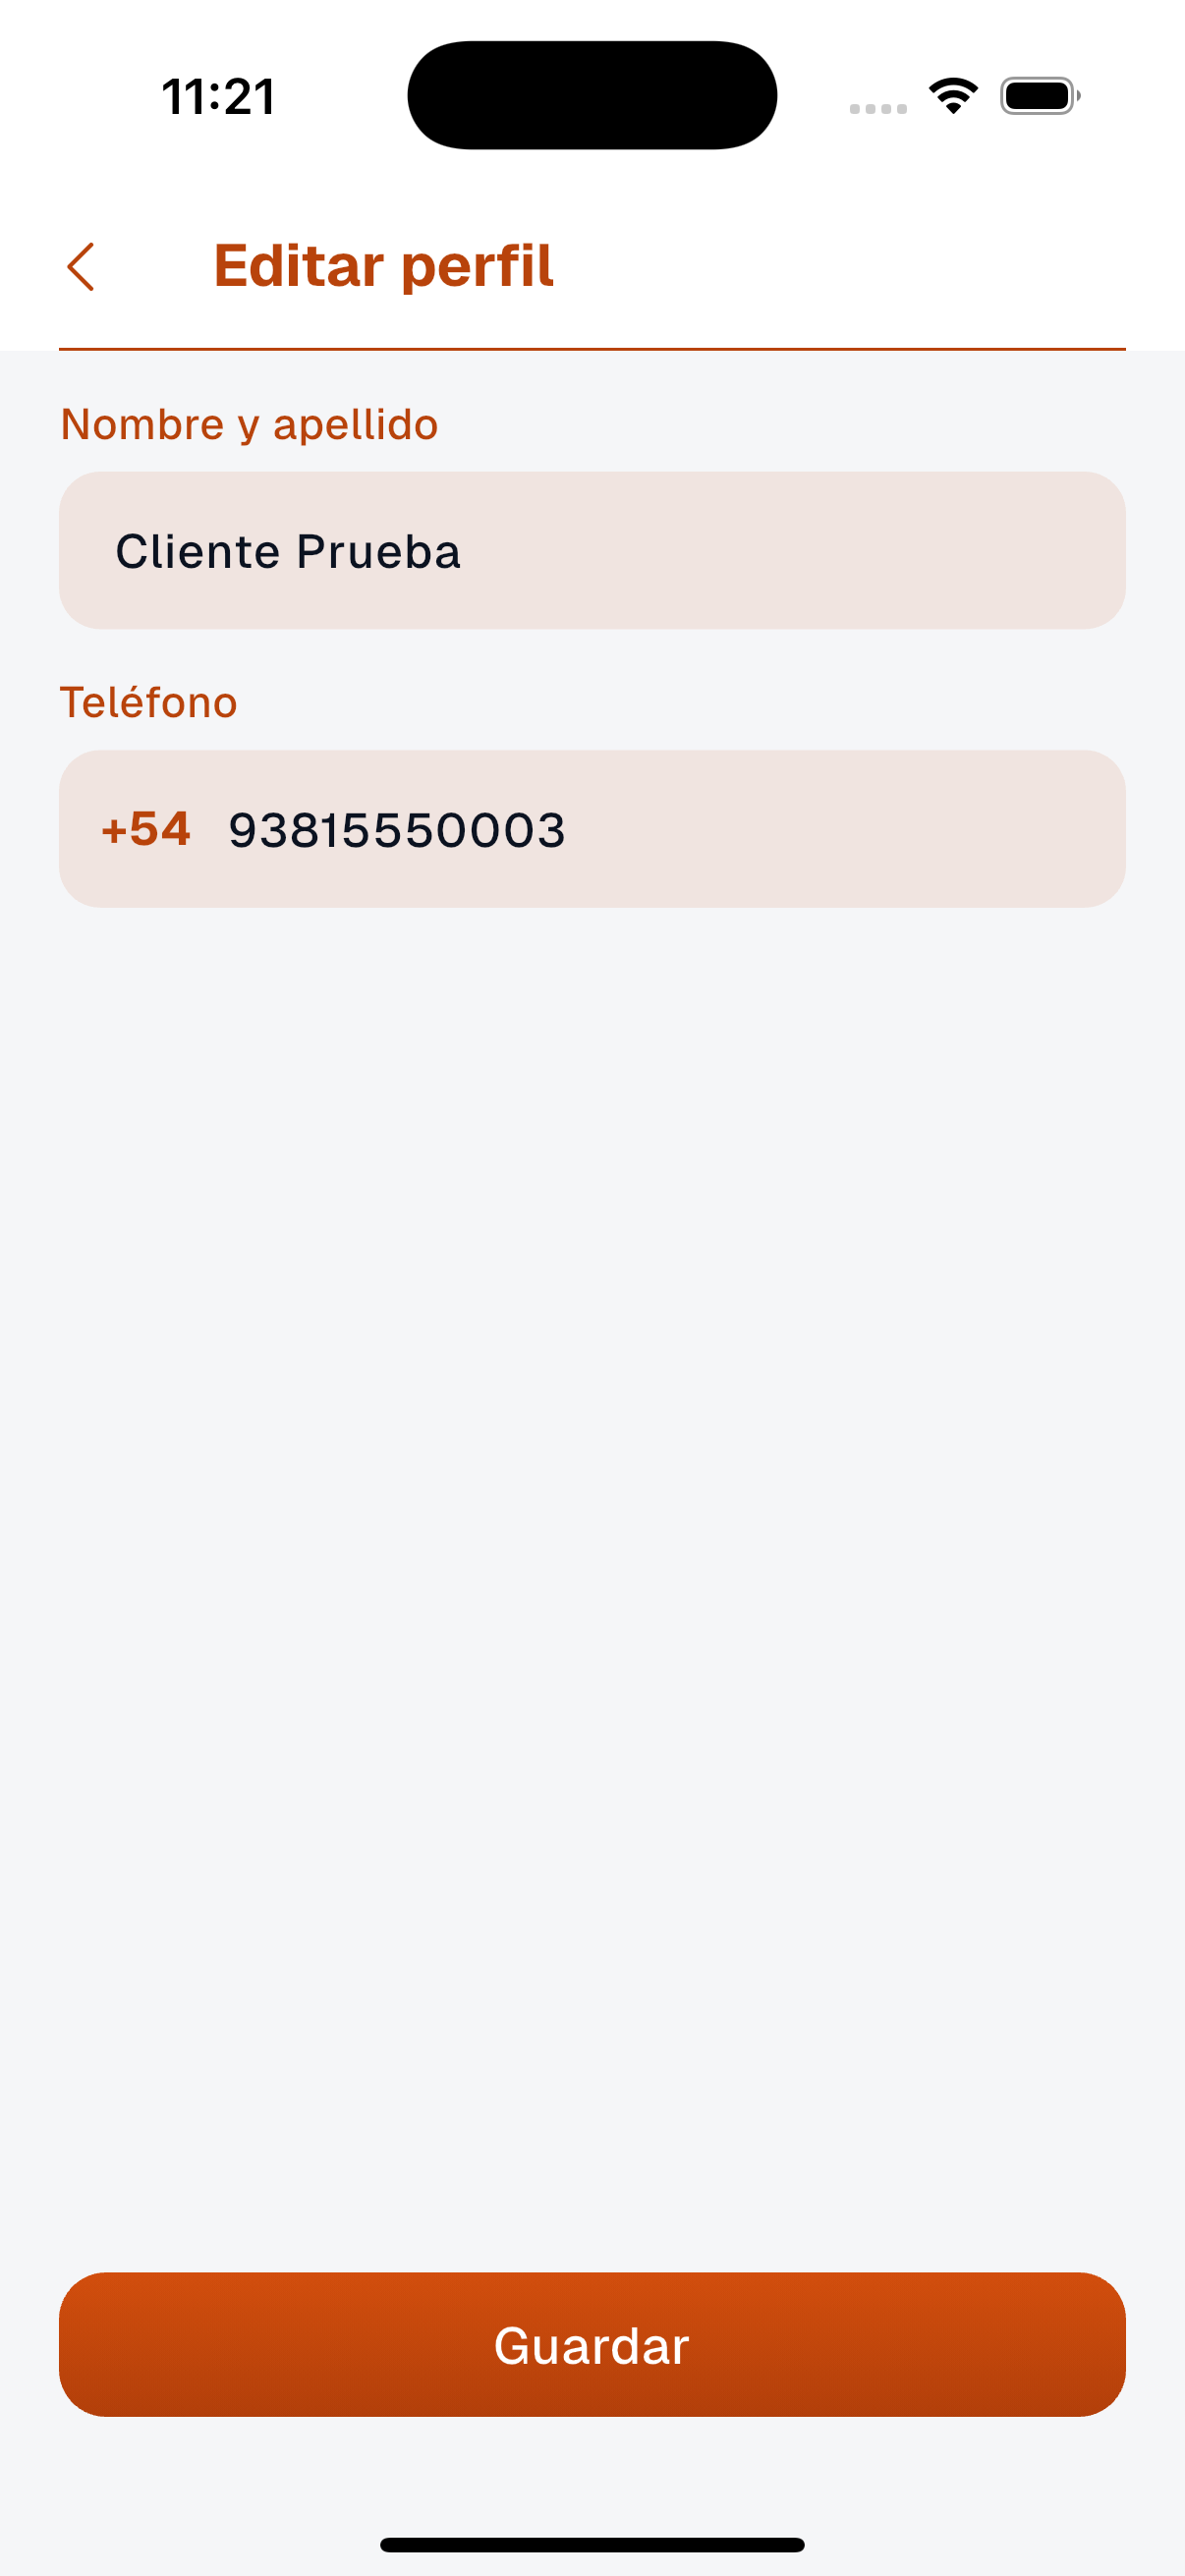 11:21
Editar perfil
Nombre y apellido
Cliente Prueba
Teléfono
+54 93815550003
Guardar